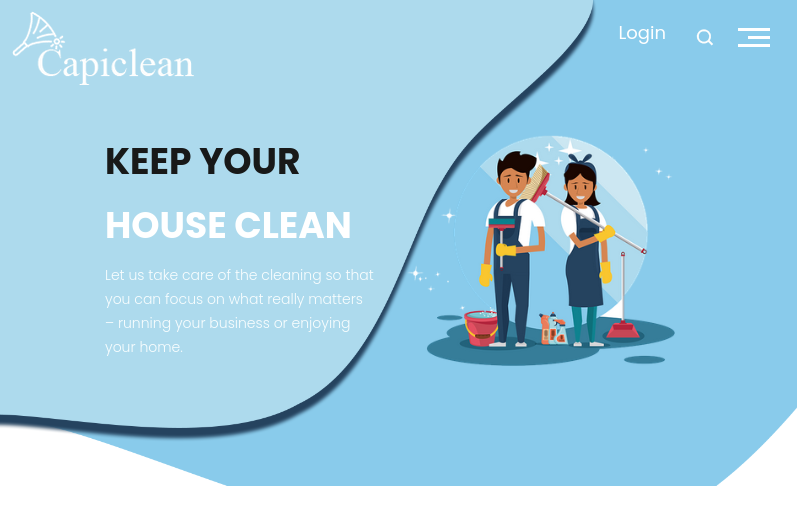 Login
Capiclean
KEEP YOUR
HOUSE CLEAN
Let us take care of the cleaning so that
you can focus on what really matters
– running your business or enjoying
your home.